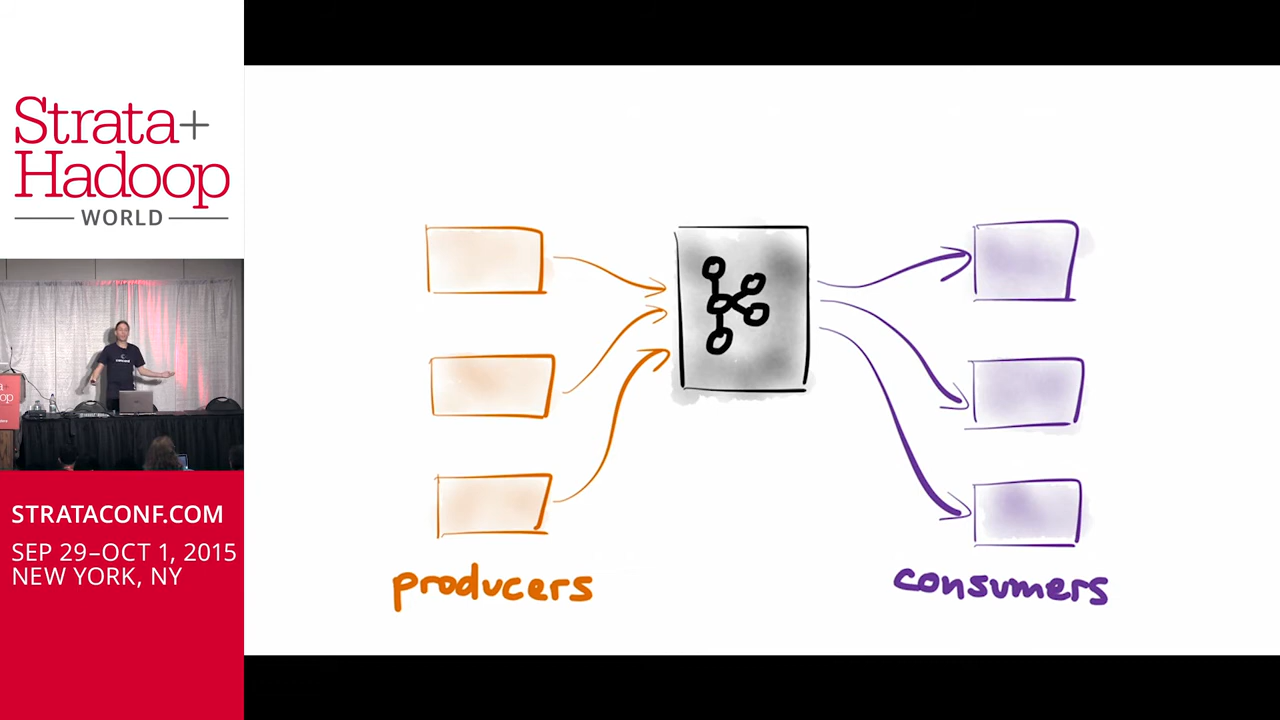 Strata+
Hadoop
WORLD
STRATACONF.COM
SEP 29–OCT 1, 2015
NEW YORK, NY
producers
consumers